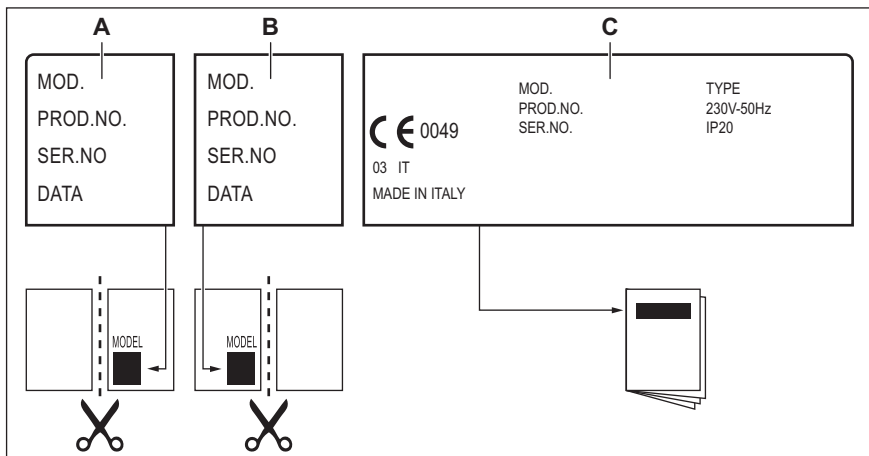 A
B
C
MOD.
PROD.NO.
SER.NO
DATA
MOD.
PROD.NO.
SER.NO
DATA
MOD.
PROD.NO.
SER.NO.
TYPE
230V-50Hz
IP20
CE 0049
03 IT
MADE IN ITALY
MODEL
MODEL